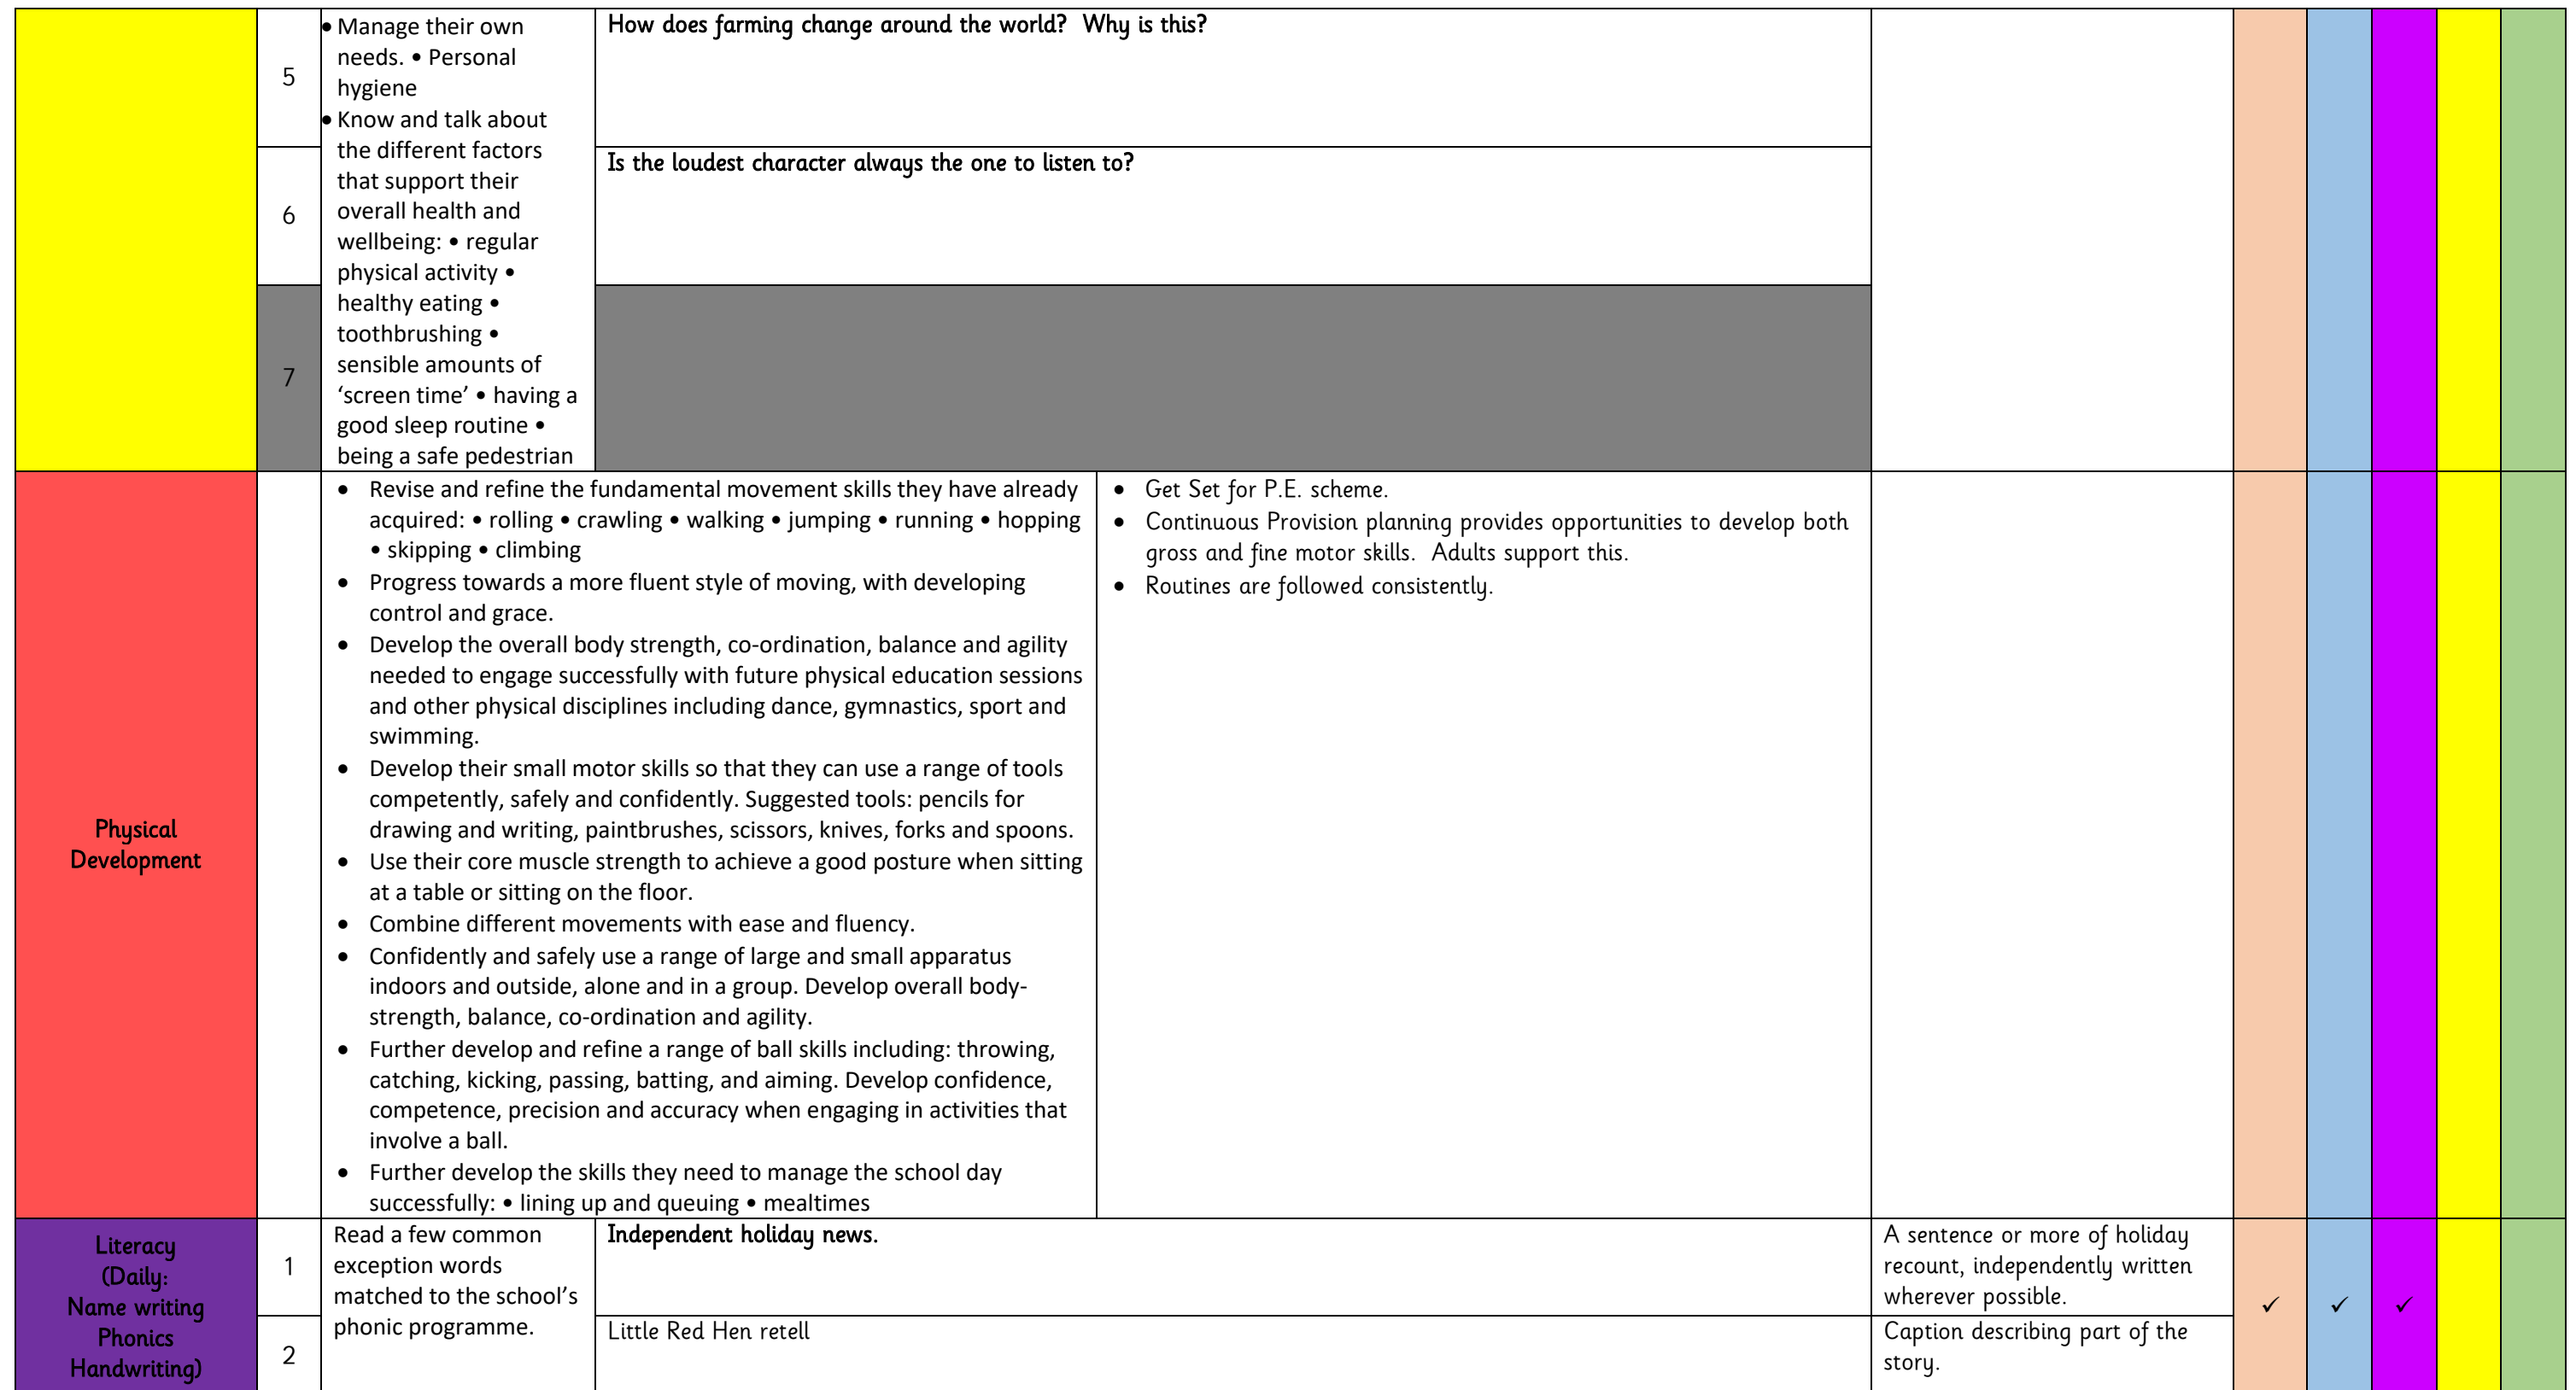 5
• Manage their own
needs. • Personal
hygiene
• Know and talk about
the different factors
that support their
overall health and
wellbeing: • regular
physical activity •
healthy eating •
toothbrushing •
sensible amounts of
‘screen time’ • having a
good sleep routine •
being a safe pedestrian
How does farming change around the world?  Why is this?
6
Is the loudest character always the one to listen to?
7
Physical
Development
• Revise and refine the fundamental movement skills they have already
acquired: • rolling • crawling • walking • jumping • running • hopping
• skipping • climbing
• Progress towards a more fluent style of moving, with developing
control and grace.
• Develop the overall body strength, co-ordination, balance and agility
needed to engage successfully with future physical education sessions
and other physical disciplines including dance, gymnastics, sport and
swimming.
• Develop their small motor skills so that they can use a range of tools
competently, safely and confidently. Suggested tools: pencils for
drawing and writing, paintbrushes, scissors, knives, forks and spoons.
• Use their core muscle strength to achieve a good posture when sitting
at a table or sitting on the floor.
• Combine different movements with ease and fluency.
• Confidently and safely use a range of large and small apparatus
indoors and outside, alone and in a group. Develop overall body-
strength, balance, co-ordination and agility.
• Further develop and refine a range of ball skills including: throwing,
catching, kicking, passing, batting, and aiming. Develop confidence,
competence, precision and accuracy when engaging in activities that
involve a ball.
• Further develop the skills they need to manage the school day
successfully: • lining up and queuing • mealtimes
• Get Set for P.E. scheme.
• Continuous Provision planning provides opportunities to develop both
gross and fine motor skills.  Adults support this.
• Routines are followed consistently.
Literacy
(Daily:
Name writing
Phonics
Handwriting)
1
Read a few common
exception words
matched to the school’s
phonic programme.
Independent holiday news.
A sentence or more of holiday
recount, independently written
wherever possible.
✓ ✓ ✓
2
Little Red Hen retell
Caption describing part of the
story.